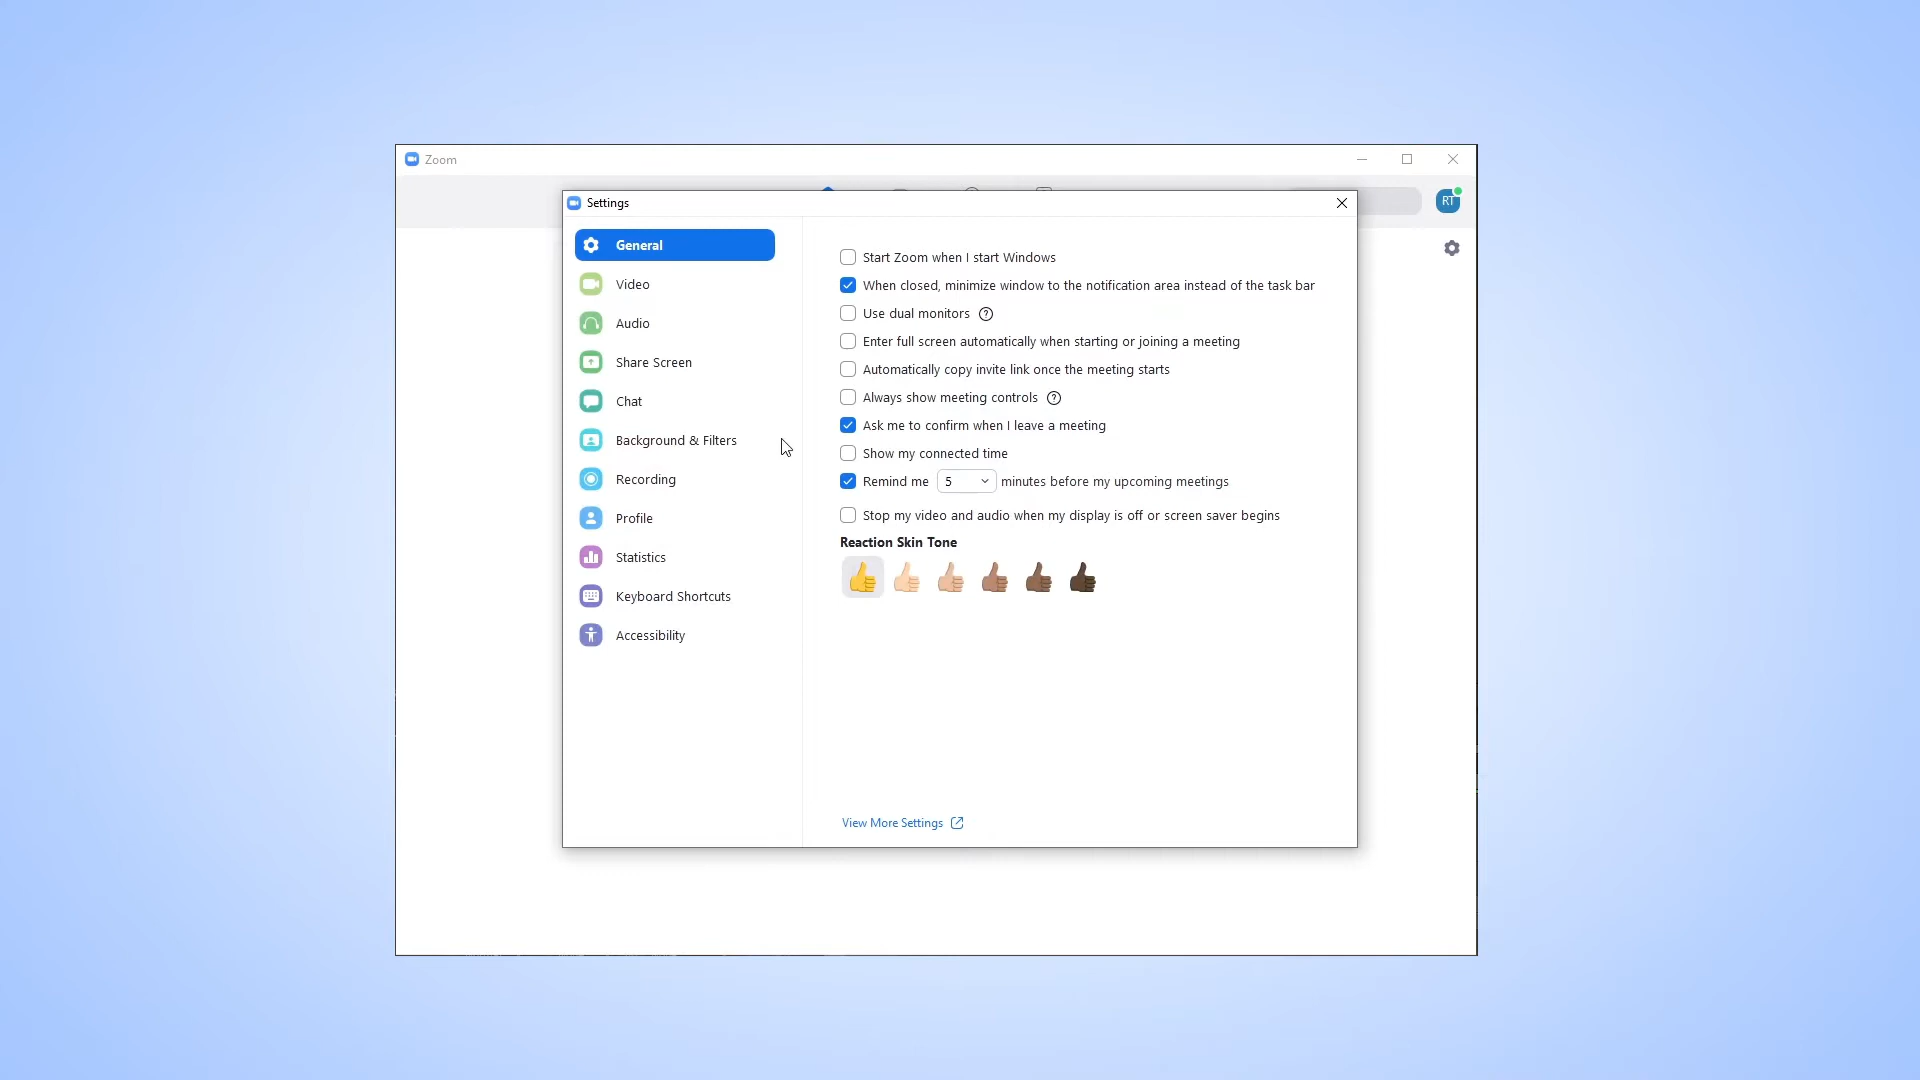 Zoom
RT
Settings
General
Video
Audio
Share Screen
Chat
Background & Filters
Recording
Profile
Statistics
Keyboard Shortcuts
Accessibility
Start Zoom when I start Windows
When closed, minimize window to the notification area instead of the task bar
Use dual monitors ?
Enter full screen automatically when starting or joining a meeting
Automatically copy invite link once the meeting starts
Always show meeting controls ?
Ask me to confirm when I leave a meeting
Show my connected time
Remind me 5 minutes before my upcoming meetings
Stop my video and audio when my display is off or screen saver begins
Reaction Skin Tone
View More Settings